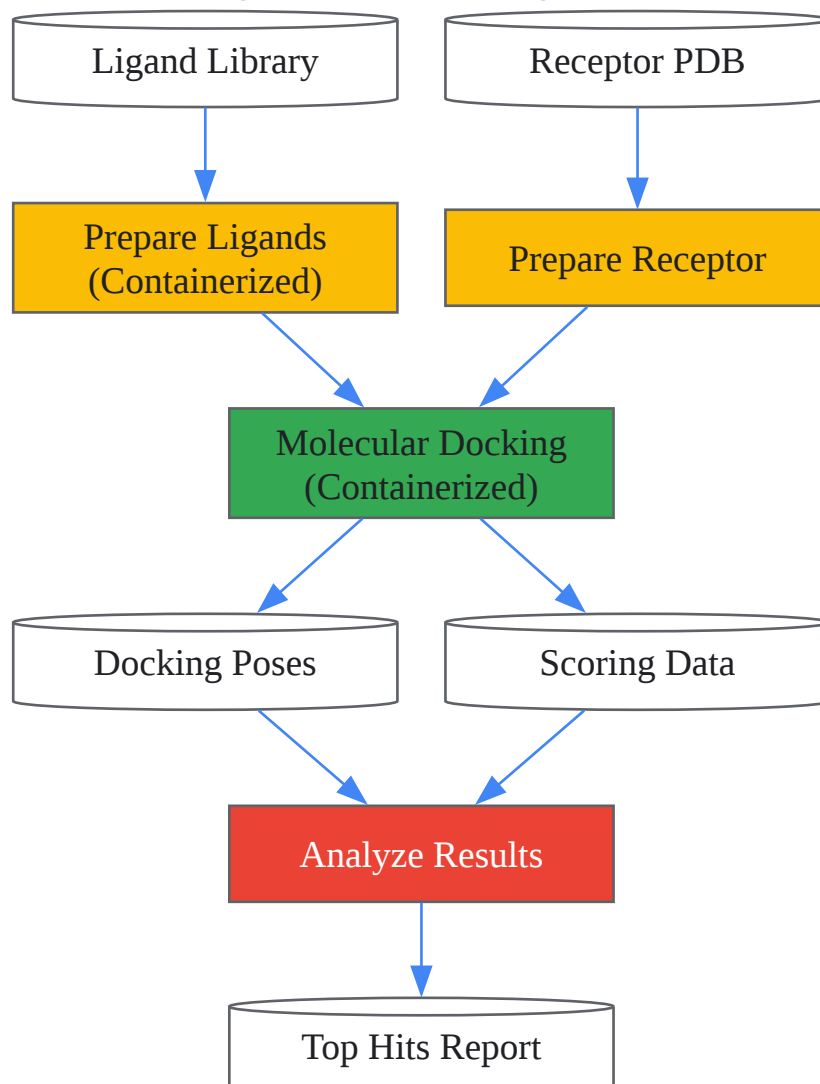 Ligand Library
Receptor PDB
Prepare Ligands
(Containerized)
Prepare Receptor
Molecular Docking
(Containerized)
Docking Poses
Scoring Data
Analyze Results
Top Hits Report